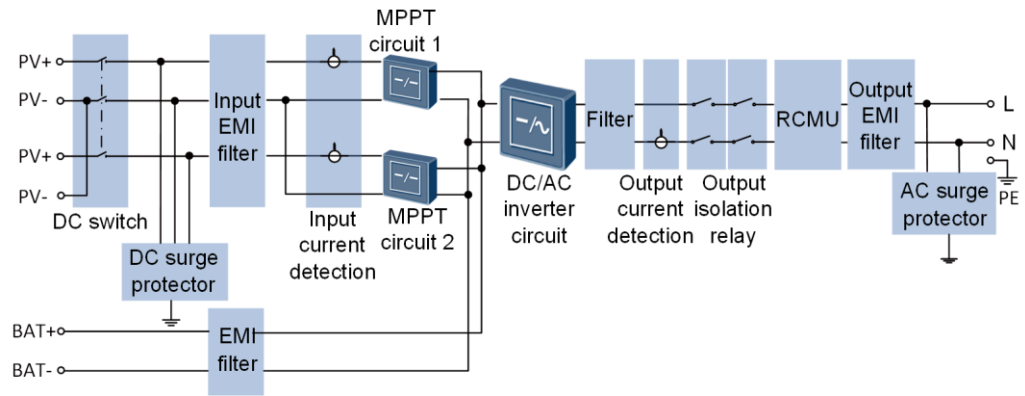 MPPT
circuit 1
PV+
PV-
PV+
PV-
DC switch
Input
EMI
filter
Input
current
detection
MPPT
circuit 2
DC surge
protector
BAT+
BAT-
EMI
filter
DC/AC
inverter
circuit
Filter
Output
current
detection
Output
isolation
relay
RCMU
Output
EMI
filter
L
N
PE
AC surge
protector